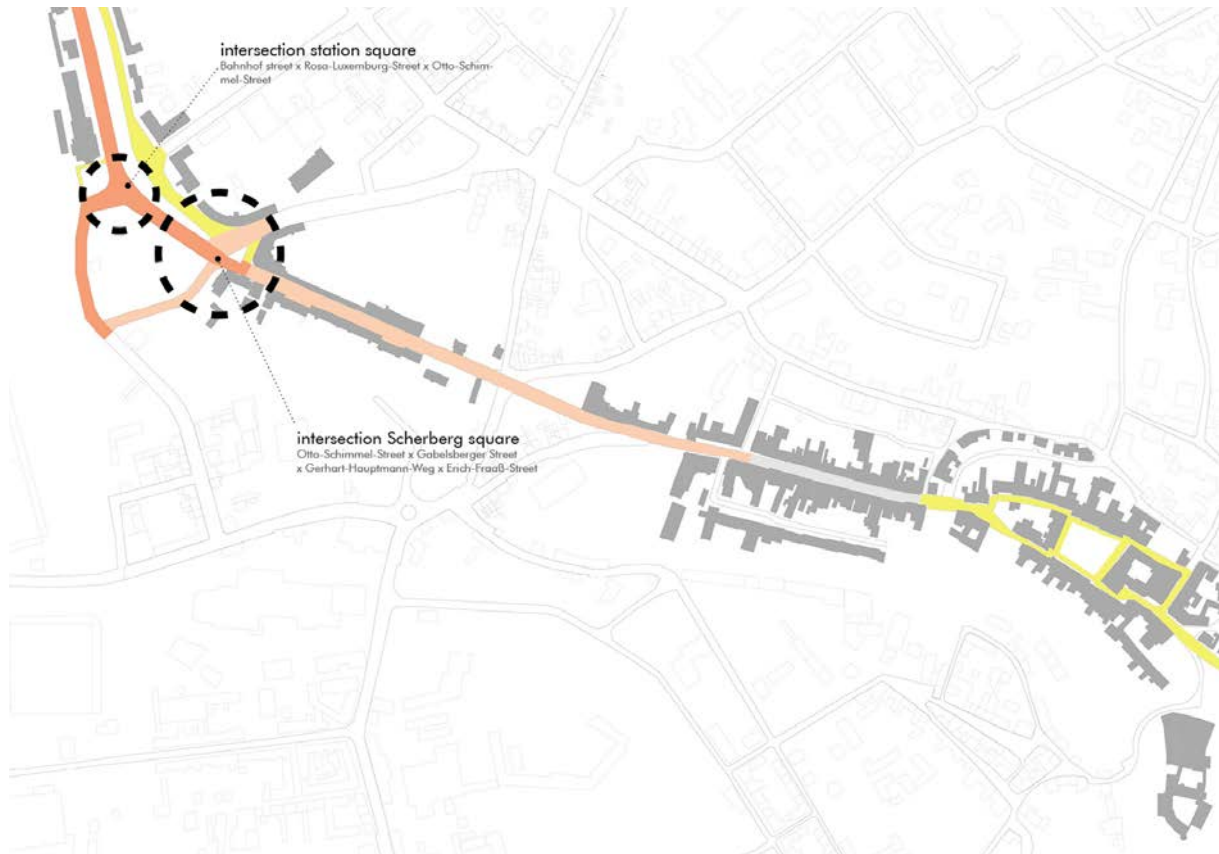 intersection station square
Bahnhof street x Rosa-Luxemburg-Street x Otto-Schim-
mel-Street
intersection Scherberg square
Otto-Schimmel-Street x Gabelsberger Street
x Gerhart-Hauptmann-Weg x Erich-Fraaß-Street